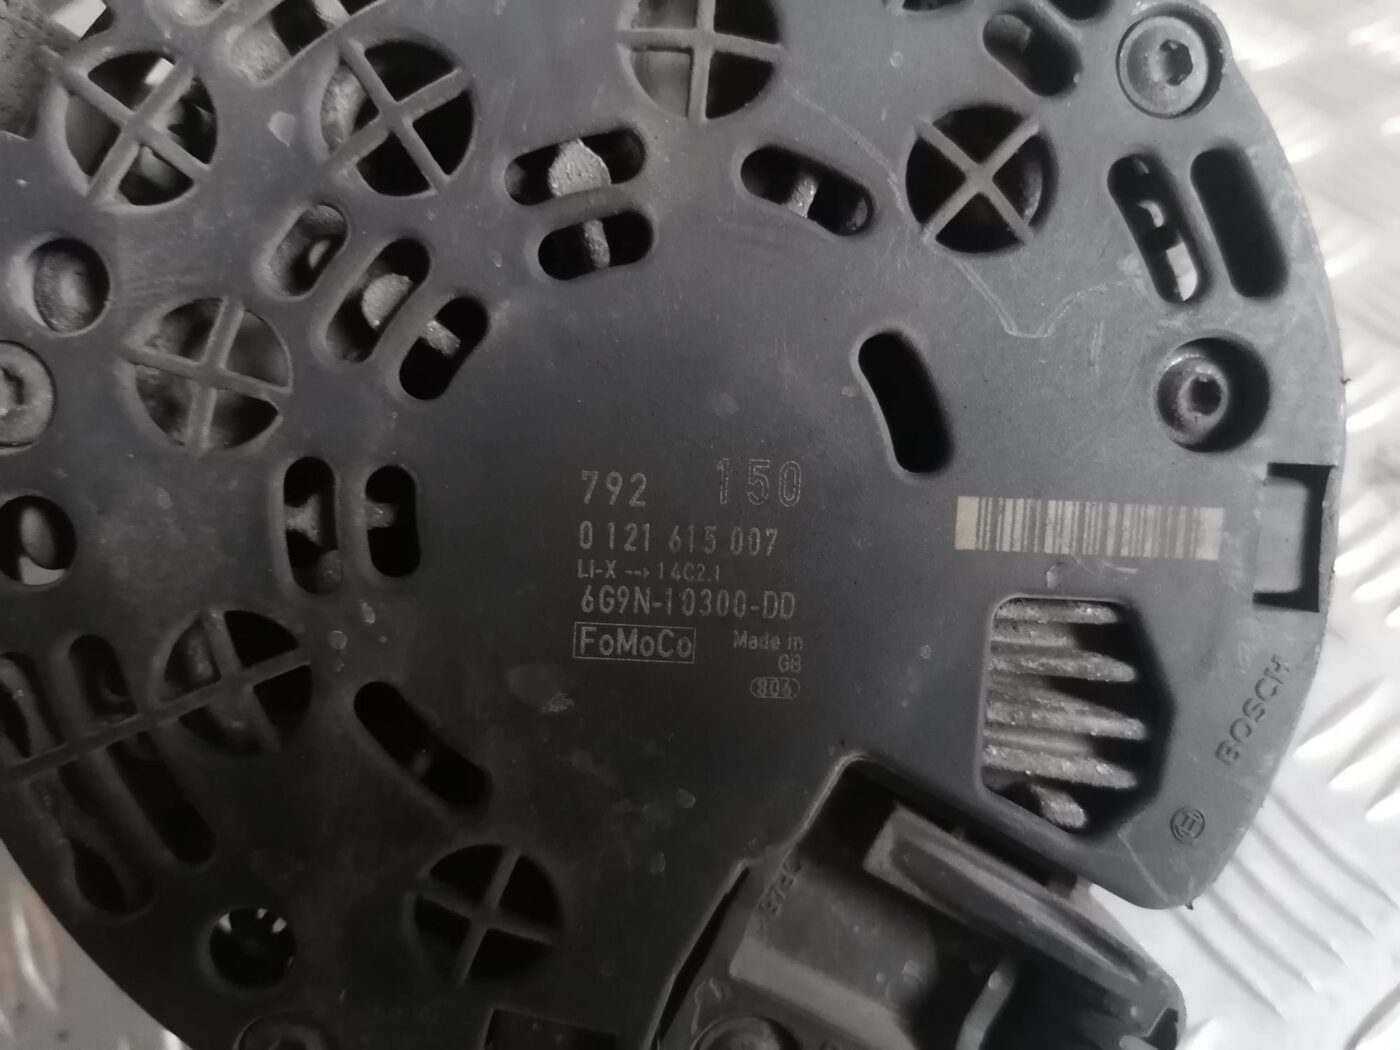 792 150
0 121 615 007
LI-X --> 14C2.1
6G9N-10300-DD
FoMoCo Made in
GB
806
BOSCH